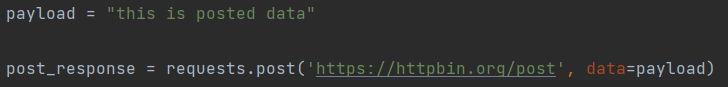 payload = "this is posted data"
post_response = requests.post('https://httpbin.org/post', data=payload)